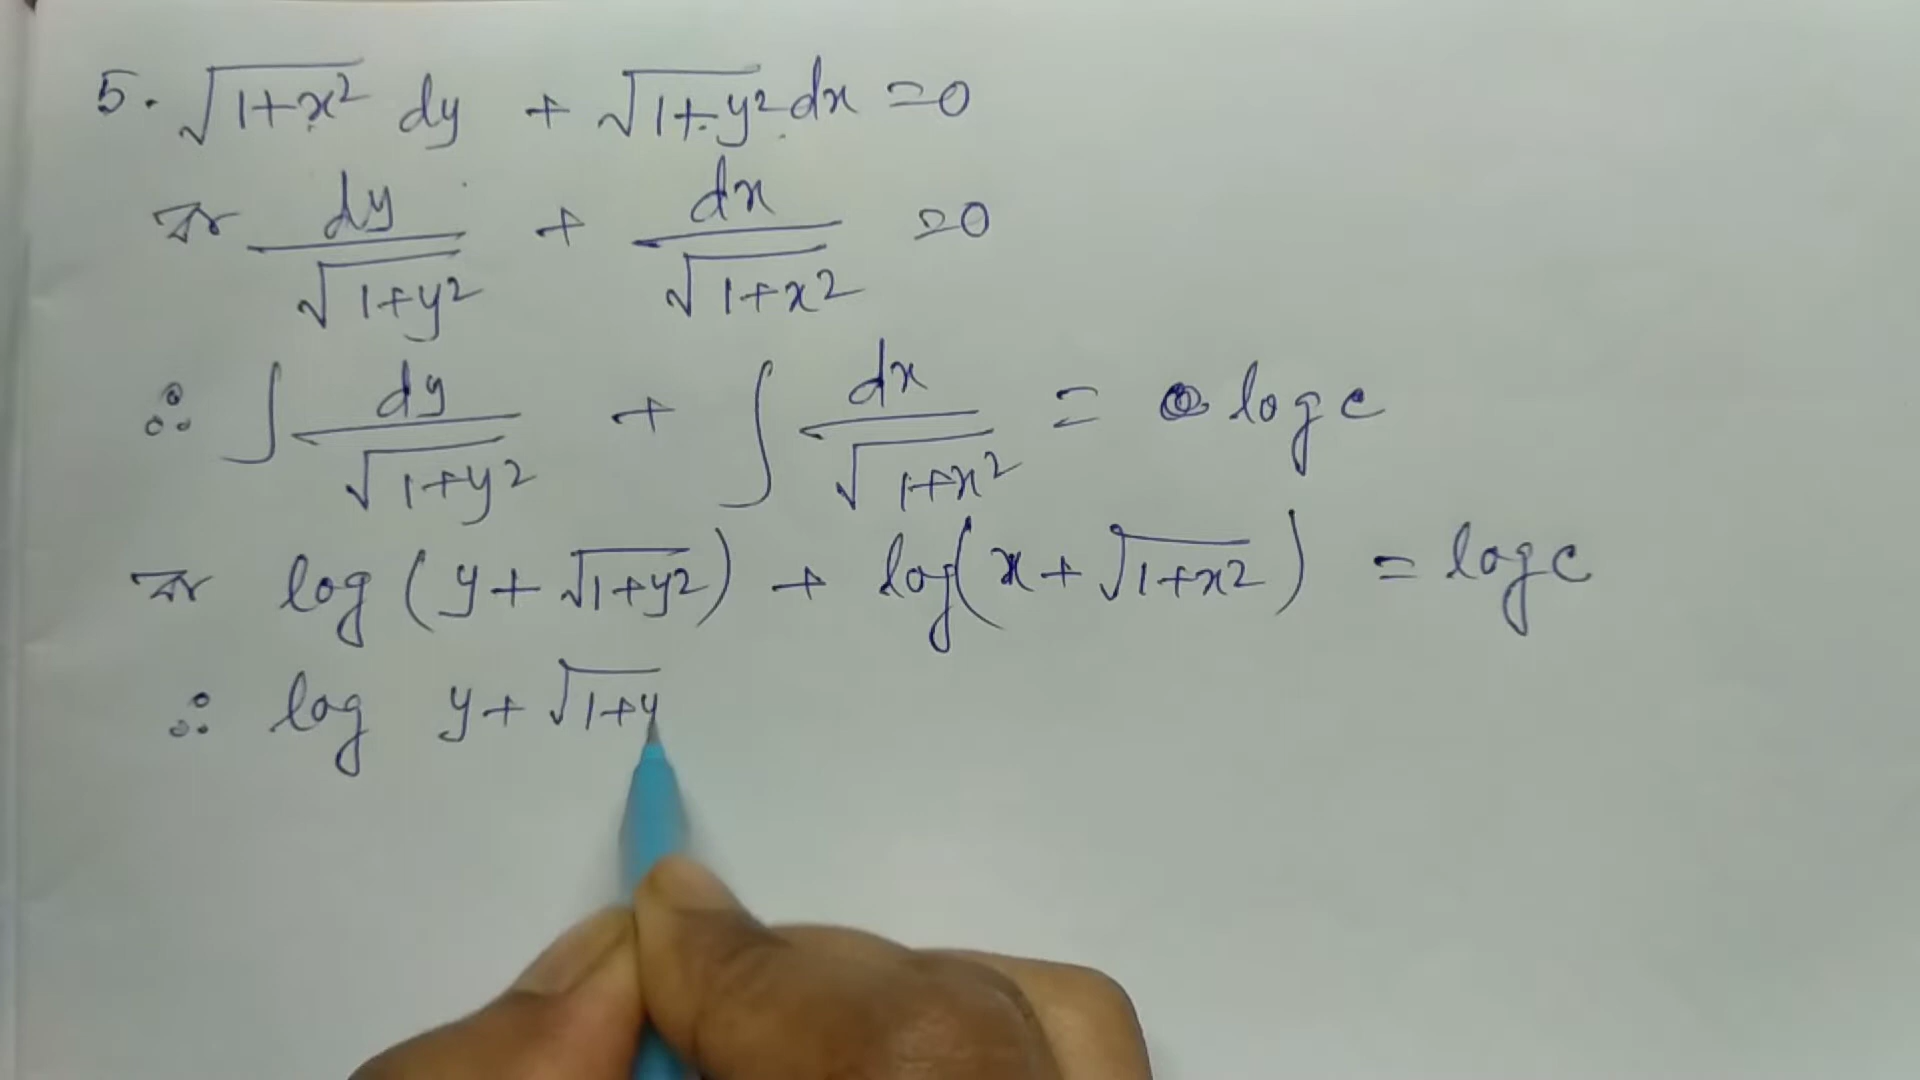 5. √(1+x²) dy + √(1+y²) dx = 0
বা dy/√(1+y²) + dx/√(1+x²) = 0
∴ ∫ dy/√(1+y²) + ∫ dx/√(1+x²) = log c
বা log (y + √(1+y²)) + log (x + √(1+x²)) = log c
∴ log y + √(1+y